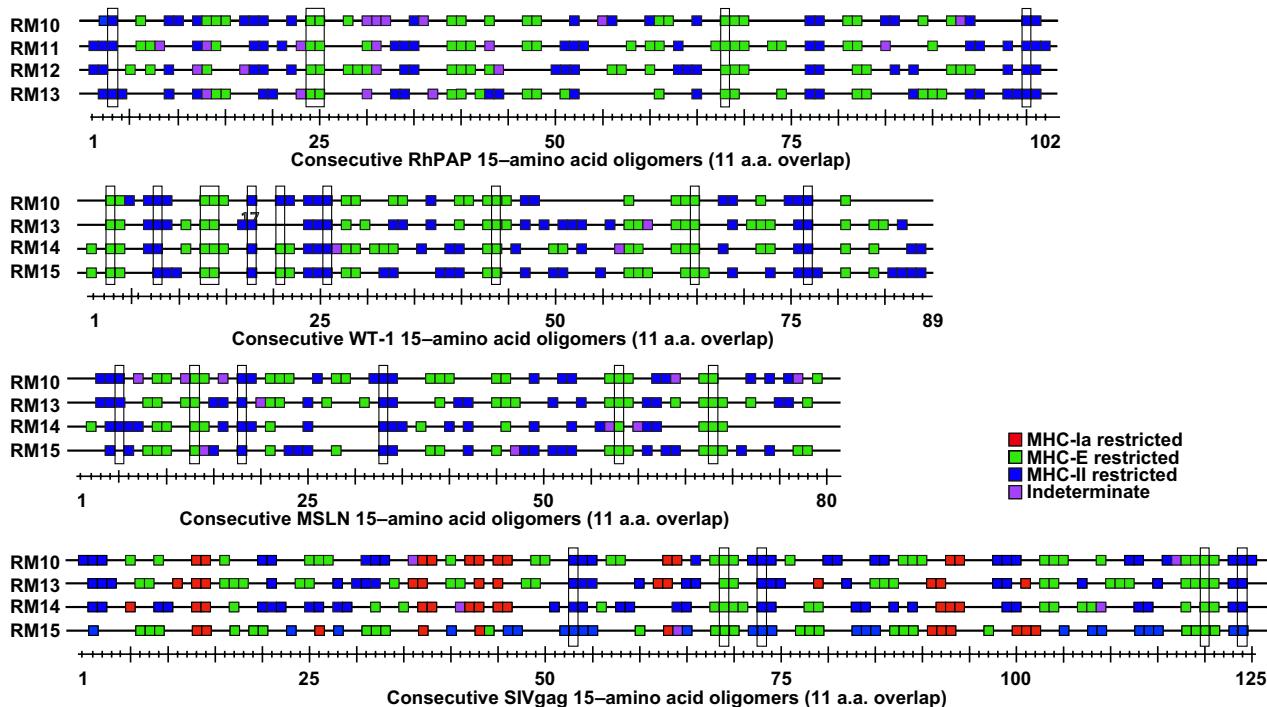 RM10
RM11
RM12
RM13
1 25 50 75 102
Consecutive RhPAP 15–amino acid oligomers (11 a.a. overlap)
RM10
17
RM13
RM14
RM15
1 25 50 75 89
Consecutive WT-1 15–amino acid oligomers (11 a.a. overlap)
RM10
RM13
RM14
RM15
1 25 50 80
Consecutive MSLN 15–amino acid oligomers (11 a.a. overlap)
MHC-Ia restricted
MHC-E restricted
MHC-II restricted
Indeterminate
RM10
RM13
RM14
RM15
1 25 50 75 100 125
Consecutive SIVgag 15–amino acid oligomers (11 a.a. overlap)